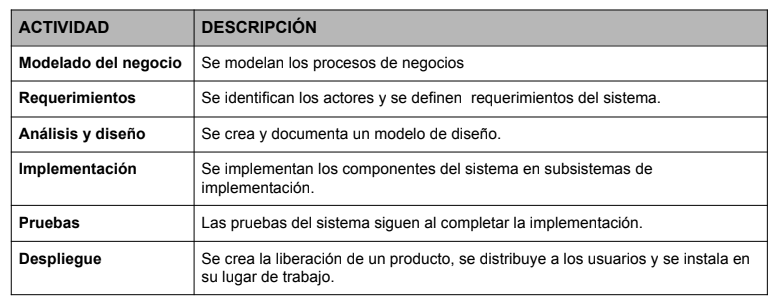 ACTIVIDAD DESCRIPCIÓN
Modelado del negocio Se modelan los procesos de negocios
Requerimientos Se identifican los actores y se definen requerimientos del sistema.
Análisis y diseño Se crea y documenta un modelo de diseño.
Implementación Se implementan los componentes del sistema en subsistemas de
implementación.
Pruebas Las pruebas del sistema siguen al completar la implementación.
Despliegue Se crea la liberación de un producto, se distribuye a los usuarios y se instala en
su lugar de trabajo.